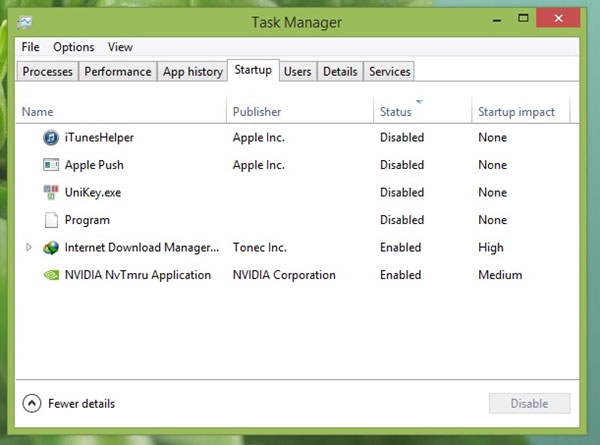 Task Manager
File Options View
Processes Performance App history Startup Users Details Services
Name Publisher Status Startup impact
iTunesHelper Apple Inc. Disabled None
Apple Push Apple Inc. Disabled None
UniKey.exe Disabled None
Program Disabled None
Internet Download Manager... Tonec Inc. Enabled High
NVIDIA NvTmru Application NVIDIA Corporation Enabled Medium
Fewer details Disable